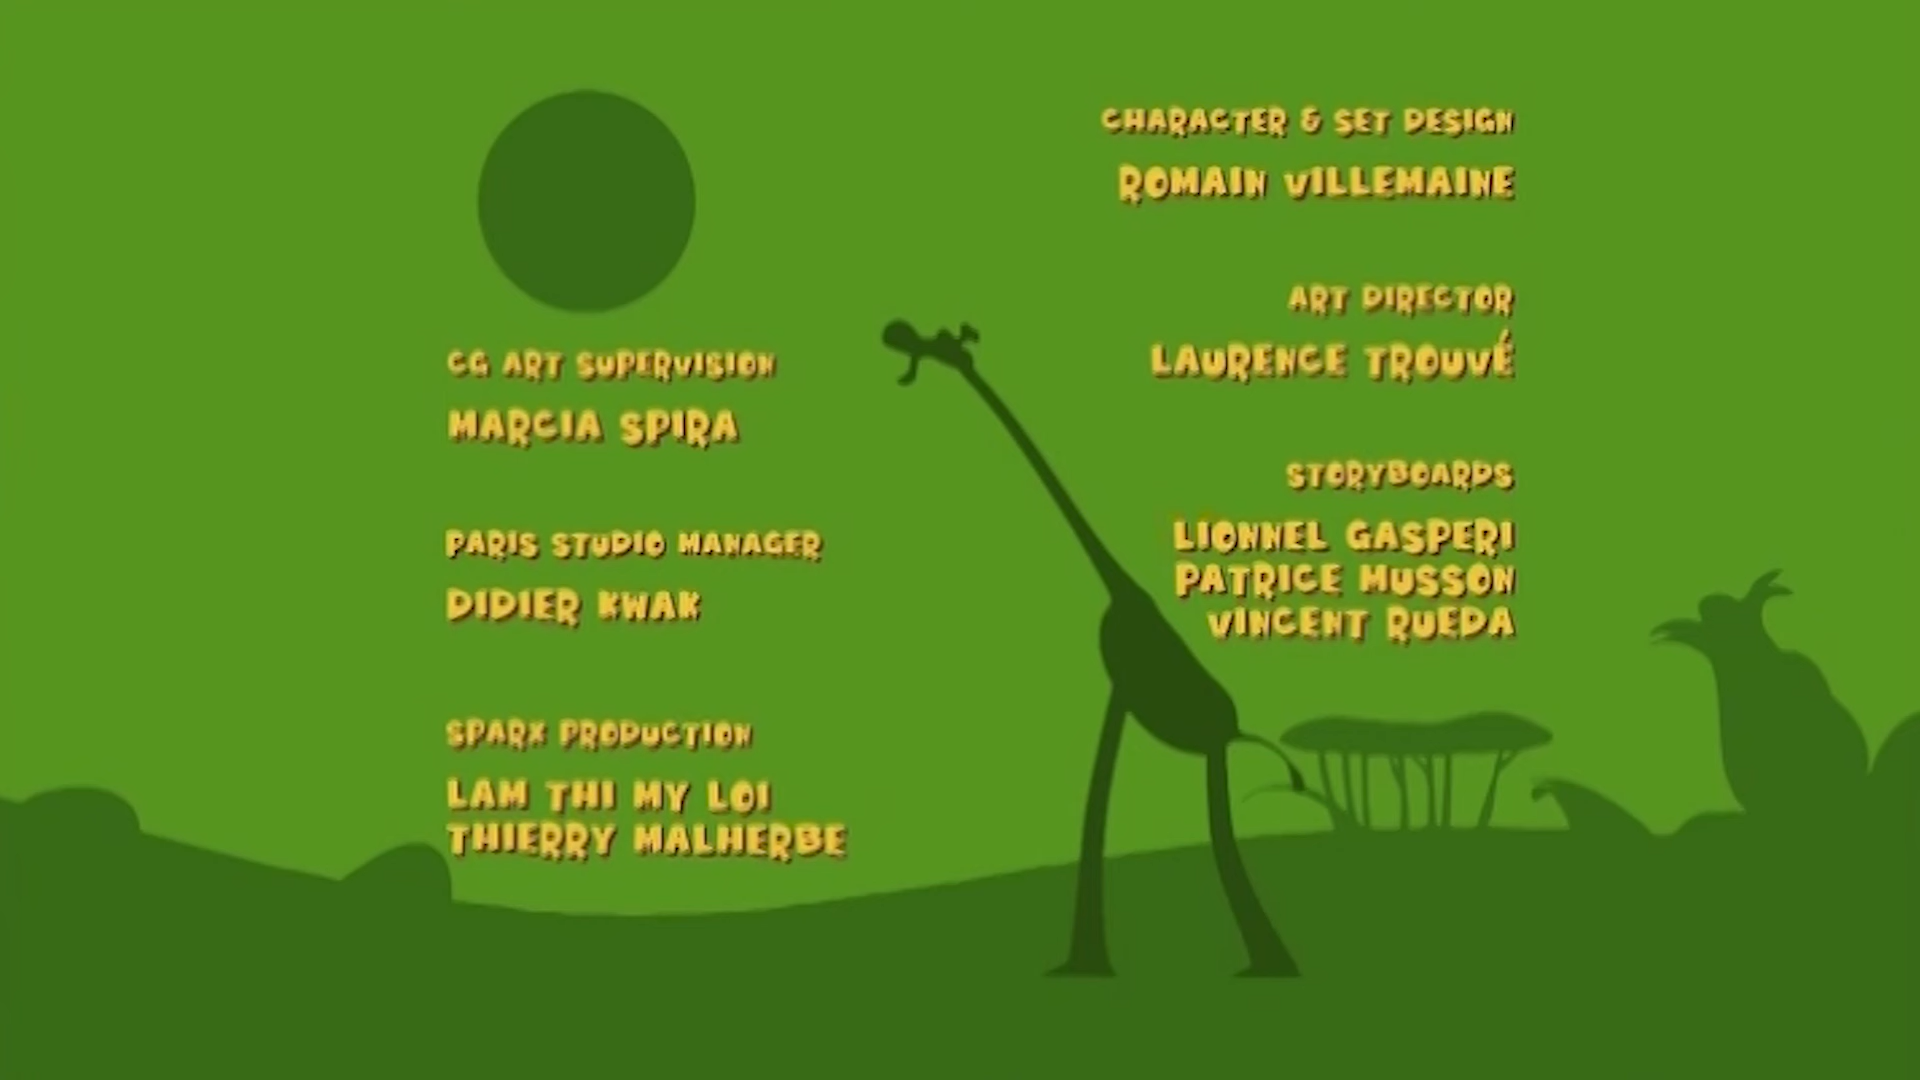 CG ART SUPERVISION
MARCIA SPIRA
PARIS STUDIO MANAGER
DIDIER KWAK
SPARX PRODUCTION
LAM THI MY LOI
THIERRY MALHERBE
CHARACTER & SET DESIGN
ROMAIN VILLEMAINE
ART DIRECTOR
LAURENCE TROUVÉ
STORYBOARDS
LIONNEL GASPERI
PATRICE MUSSON
VINCENT RUEDA